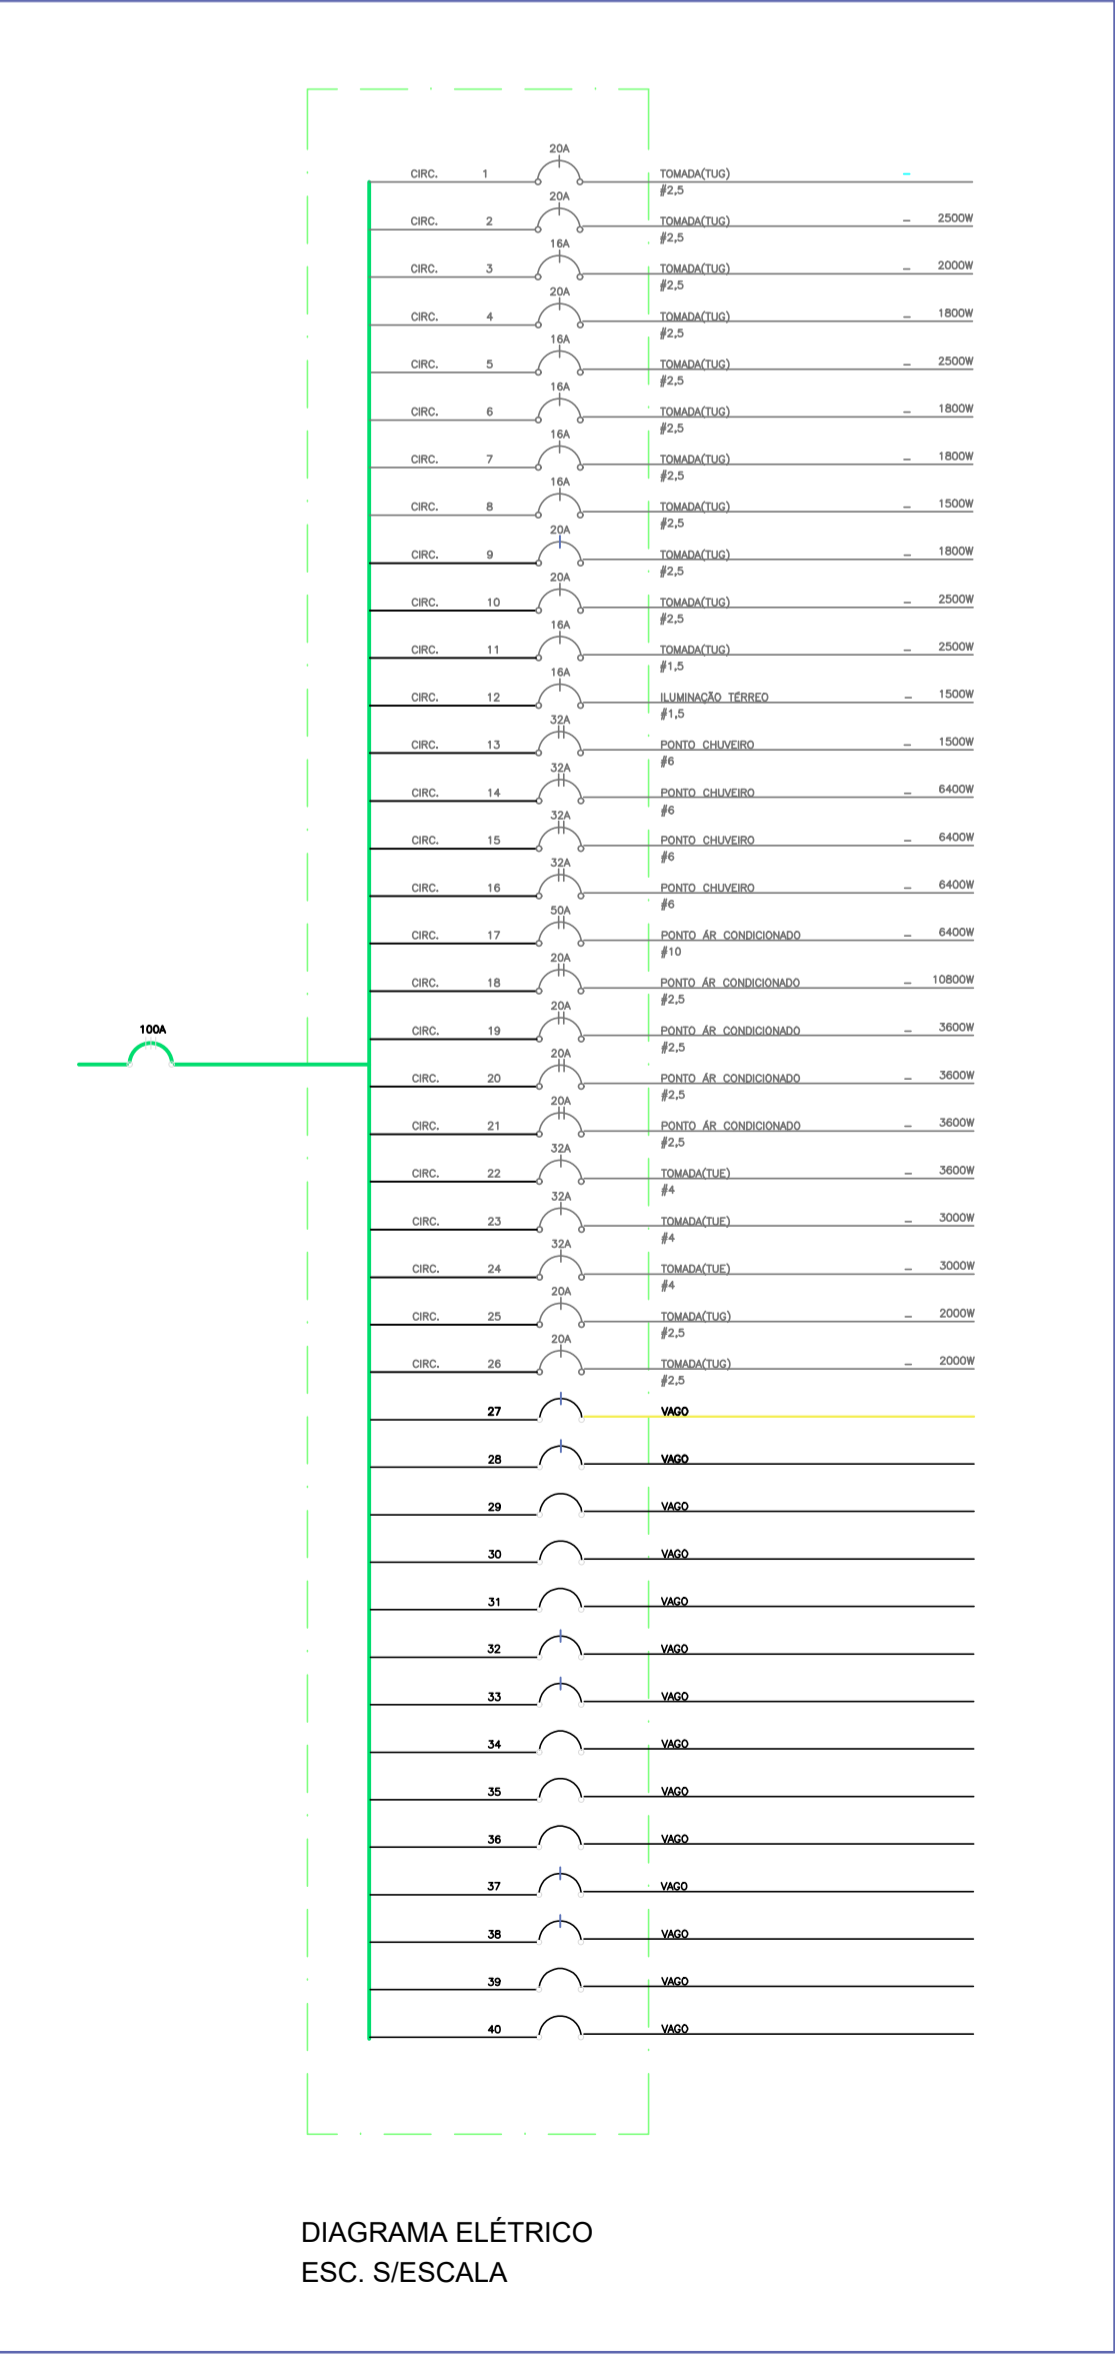 20A
CIRC. 1 TOMADA(TUG) -
#2,5
20A
CIRC. 2 TOMADA(TUG) - 2500W
#2,5
16A
CIRC. 3 TOMADA(TUG) - 2000W
#2,5
20A
CIRC. 4 TOMADA(TUG) - 1800W
#2,5
16A
CIRC. 5 TOMADA(TUG) - 2500W
#2,5
16A
CIRC. 6 TOMADA(TUG) - 1800W
#2,5
16A
CIRC. 7 TOMADA(TUG) - 1800W
#2,5
16A
CIRC. 8 TOMADA(TUG) - 1500W
#2,5
20A
CIRC. 9 TOMADA(TUG) - 1800W
#2,5
20A
CIRC. 10 TOMADA(TUG) - 2500W
#2,5
16A
CIRC. 11 TOMADA(TUG) - 2500W
#1,5
16A
CIRC. 12 ILUMINAÇÃO TÉRREO - 1500W
#1,5
32A
CIRC. 13 PONTO CHUVEIRO - 1500W
#6
32A
CIRC. 14 PONTO CHUVEIRO - 6400W
#6
32A
CIRC. 15 PONTO CHUVEIRO - 6400W
#6
32A
CIRC. 16 PONTO CHUVEIRO - 6400W
#6
50A
CIRC. 17 PONTO ÁR CONDICIONADO - 6400W
#10
20A
CIRC. 18 PONTO ÁR CONDICIONADO - 10800W
#2,5
20A
CIRC. 19 PONTO ÁR CONDICIONADO - 3600W
#2,5
100A
20A
CIRC. 20 PONTO ÁR CONDICIONADO - 3600W
#2,5
20A
CIRC. 21 PONTO ÁR CONDICIONADO - 3600W
#2,5
32A
CIRC. 22 TOMADA(TUE) - 3600W
#4
32A
CIRC. 23 TOMADA(TUE) - 3000W
#4
32A
CIRC. 24 TOMADA(TUE) - 3000W
#4
20A
CIRC. 25 TOMADA(TUG) - 2000W
#2,5
20A
CIRC. 26 TOMADA(TUG) - 2000W
#2,5
27 VAGO
28 VAGO
29 VAGO
30 VAGO
31 VAGO
32 VAGO
33 VAGO
34 VAGO
35 VAGO
36 VAGO
37 VAGO
38 VAGO
39 VAGO
40 VAGO
DIAGRAMA ELÉTRICO
ESC. S/ESCALA